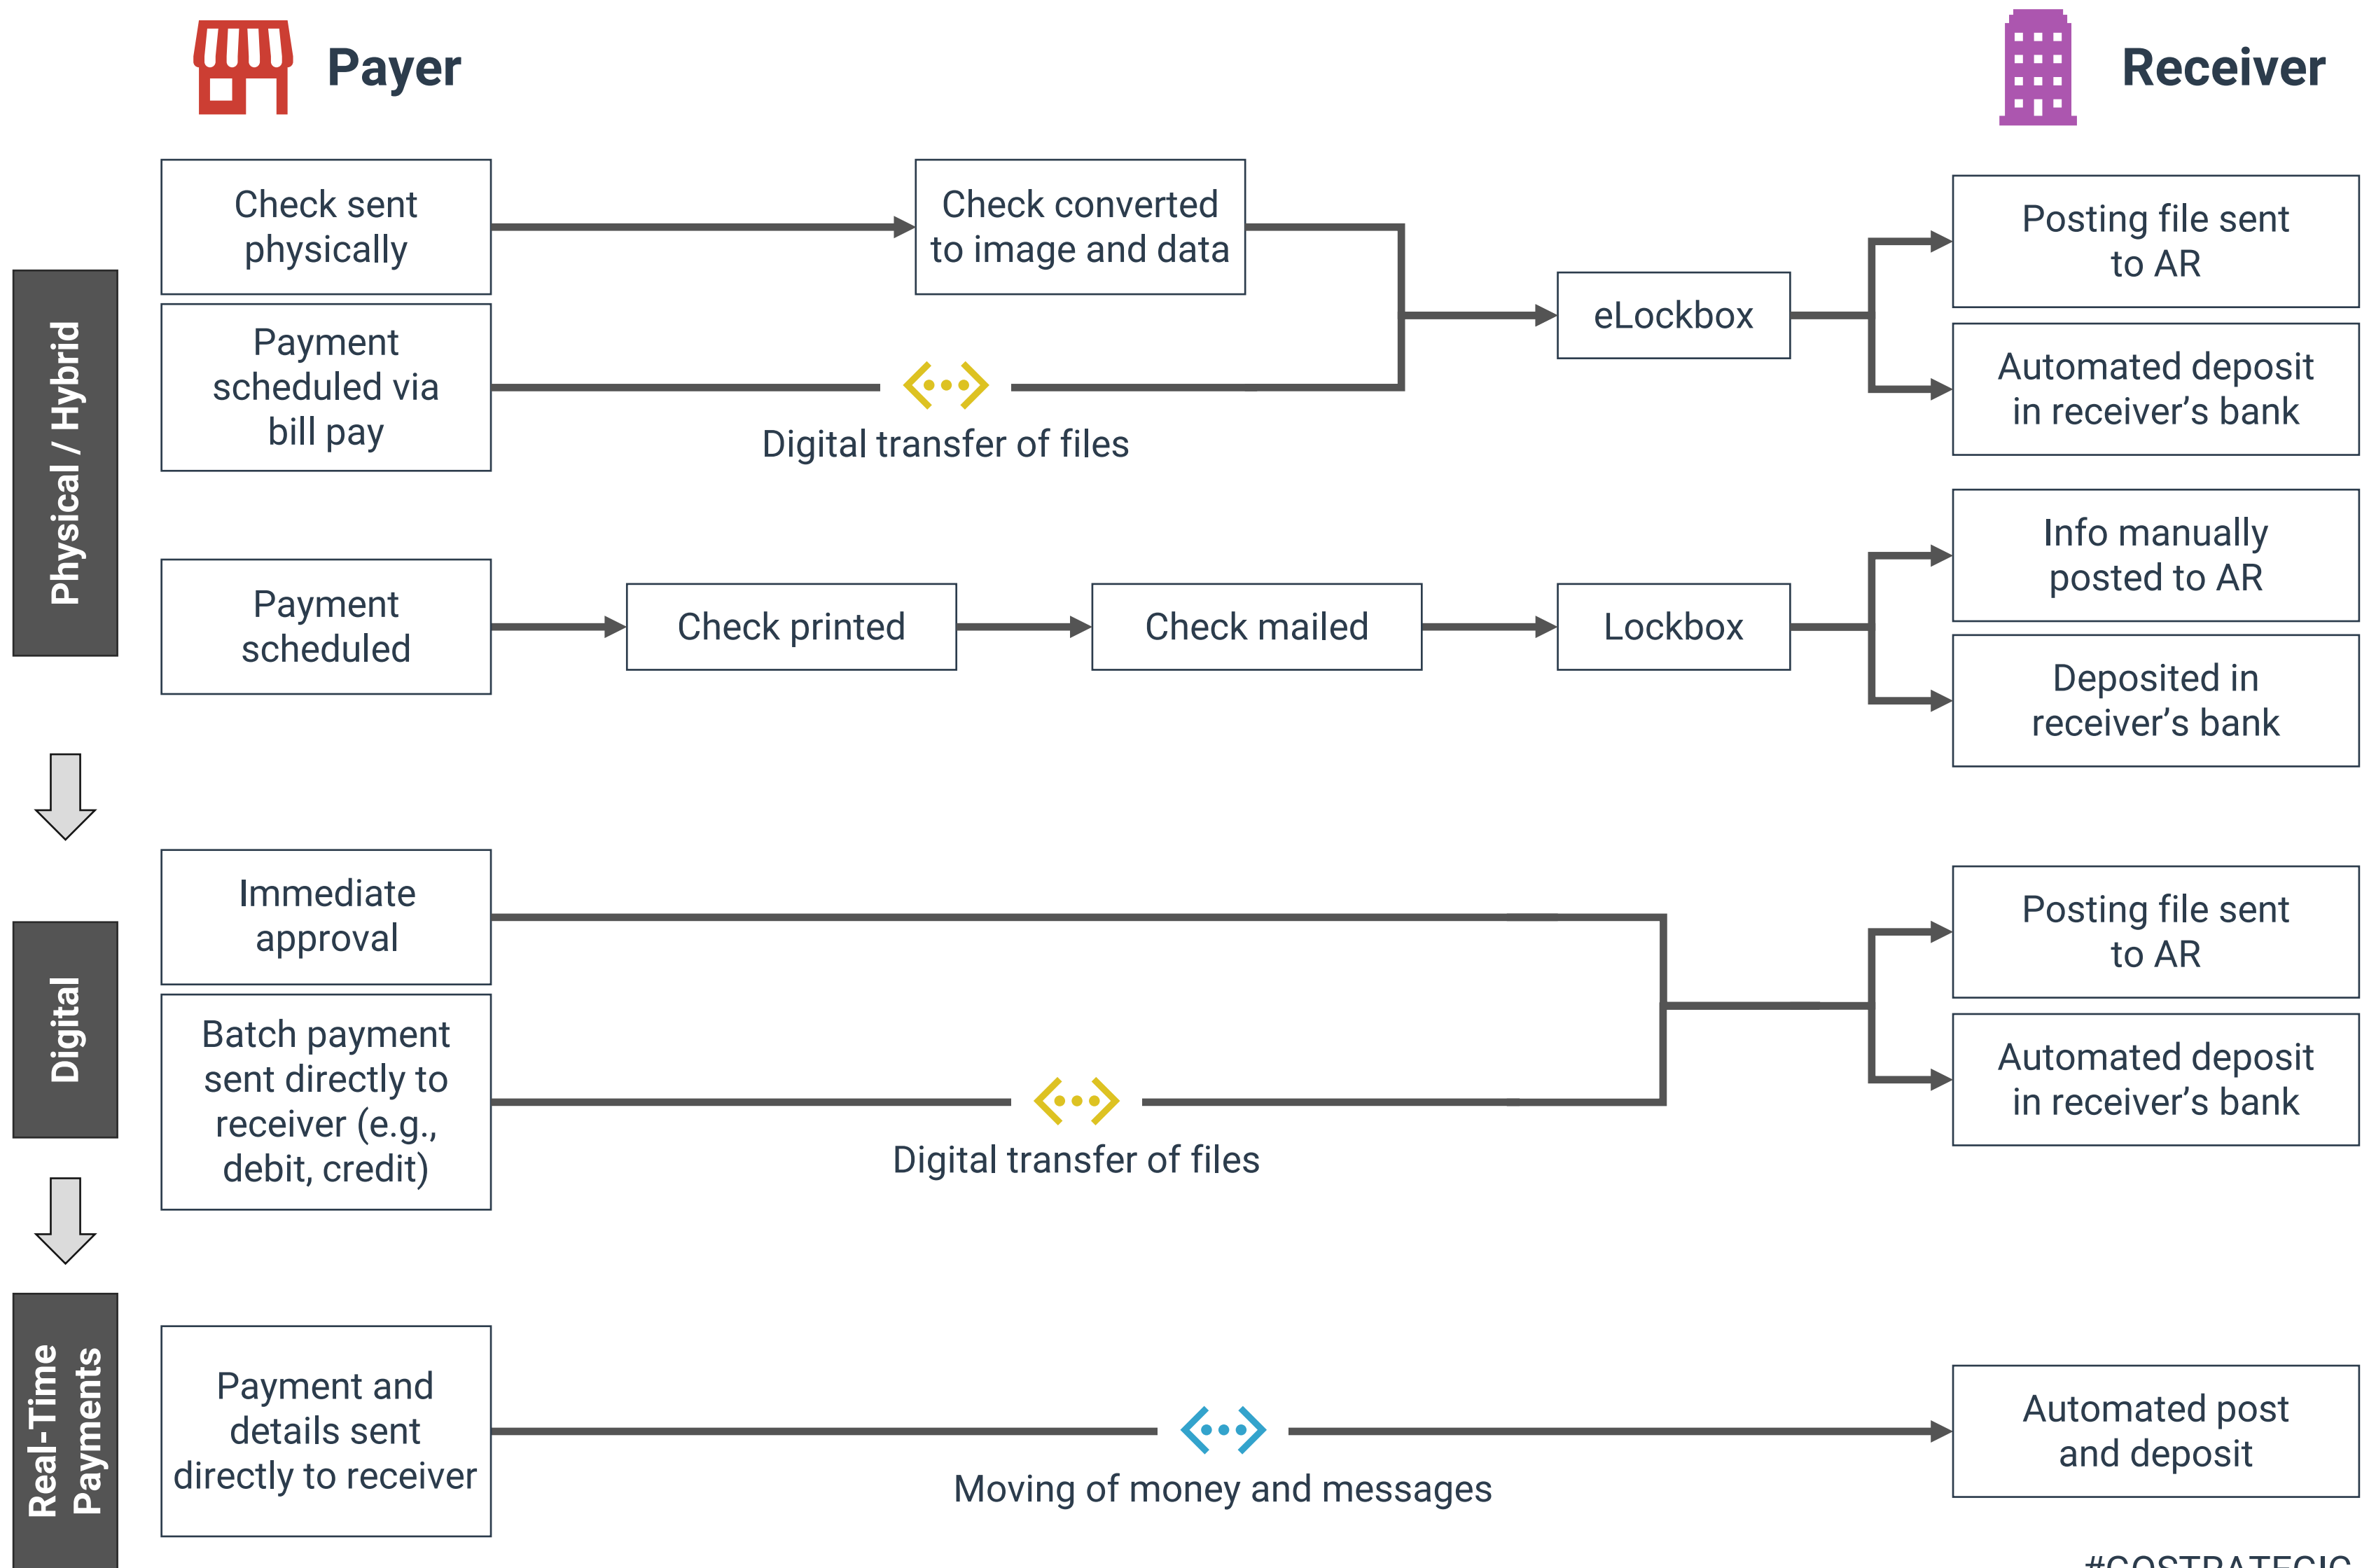 Payer
Receiver
Physical / Hybrid
Check sent
physically
Check converted
to image and data
Payment
scheduled via
bill pay
Digital transfer of files
eLockbox
Posting file sent
to AR
Automated deposit
in receiver’s bank
Payment
scheduled
Check printed
Check mailed
Lockbox
Info manually
posted to AR
Deposited in
receiver’s bank
Digital
Immediate
approval
Batch payment
sent directly to
receiver (e.g.,
debit, credit)
Digital transfer of files
Posting file sent
to AR
Automated deposit
in receiver’s bank
Real-Time
Payments
Payment and
details sent
directly to receiver
Moving of money and messages
Automated post
and deposit
#GOSTRATEGIC